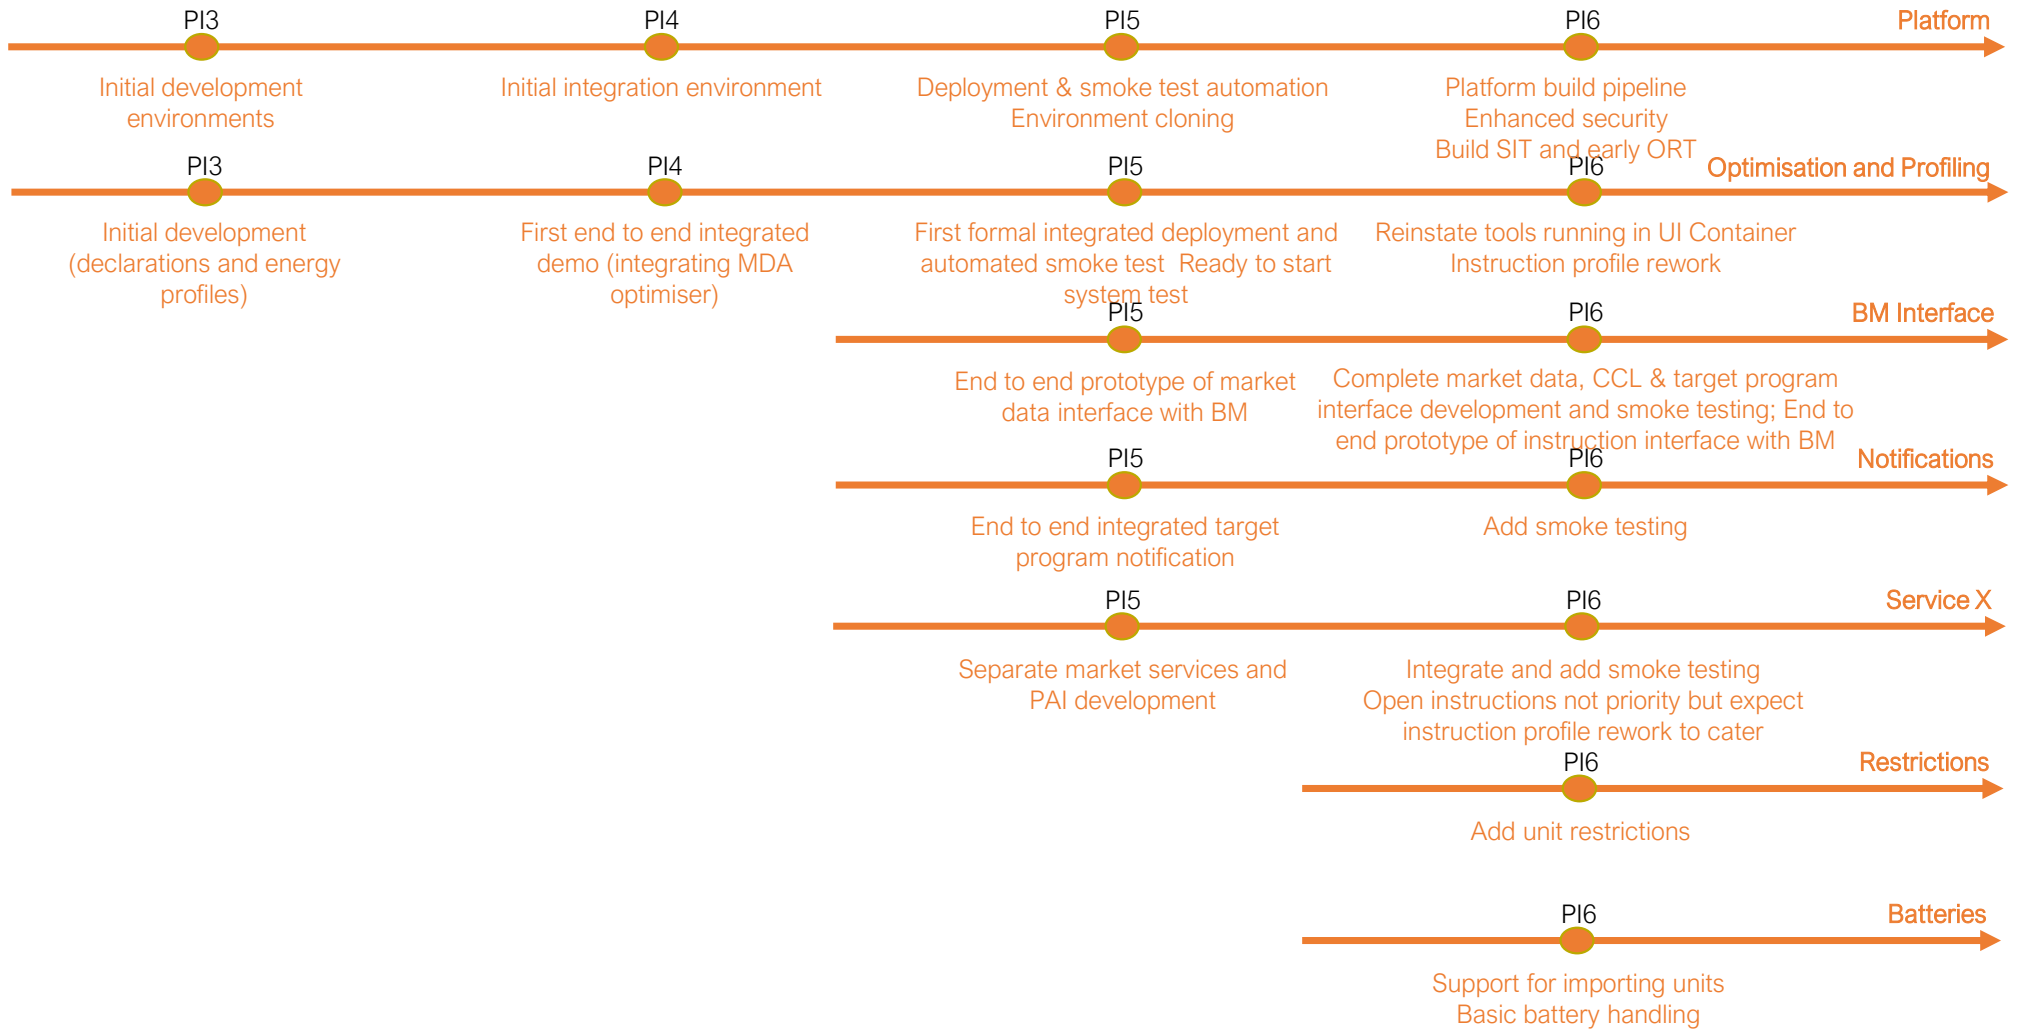 PI3
PI4
PI5
PI6
Platform
Initial development
environments
Initial integration environment
Deployment & smoke test automation
Environment cloning
Platform build pipeline
Enhanced security
Build SIT and early ORT
PI3
PI4
PI5
PI6
Optimisation and Profiling
Initial development
(declarations and energy
profiles)
First end to end integrated
demo (integrating MDA
optimiser)
First formal integrated deployment and
automated smoke test  Ready to start
system test
Reinstate tools running in UI Container
Instruction profile rework
PI5
PI6
BM Interface
End to end prototype of market
data interface with BM
Complete market data, CCL & target program
interface development and smoke testing; End to
end prototype of instruction interface with BM
PI5
PI6
Notifications
End to end integrated target
program notification
Add smoke testing
PI5
PI6
Service X
Separate market services and
PAI development
Integrate and add smoke testing
Open instructions not priority but expect
instruction profile rework to cater
PI6
Restrictions
Add unit restrictions
PI6
Batteries
Support for importing units
Basic battery handling